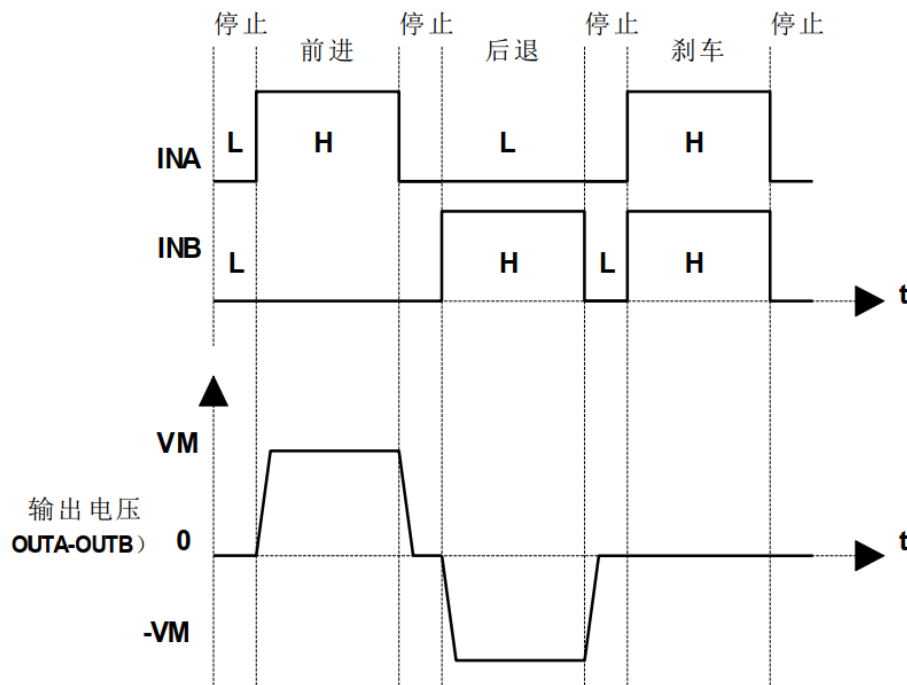 停止 停止 停止 停止
前进 后退 刹车
INA L H L H
INB L H L H
t
VM
输出电压
OUTA-OUTB） 0
t
-VM